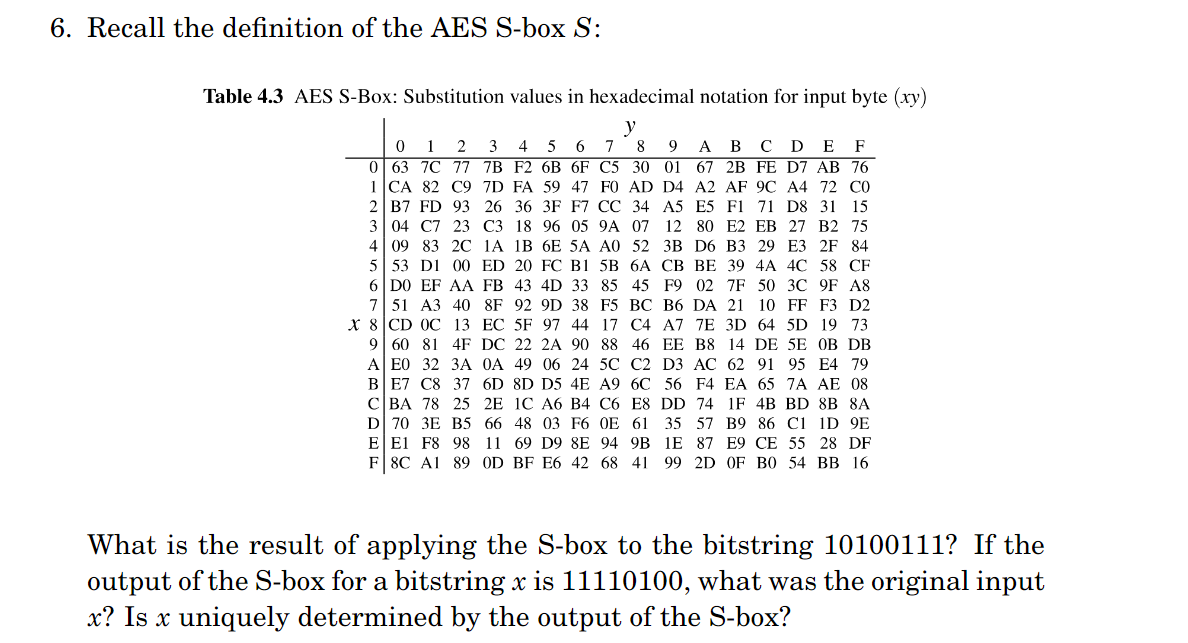 6. Recall the definition of the AES S-box S:
Table 4.3 AES S-Box: Substitution values in hexadecimal notation for input byte (xy)
y
0 1 2 3 4 5 6 7 8 9 A B C D E F
0 63 7C 77 7B F2 6B 6F C5 30 01 67 2B FE D7 AB 76
1 CA 82 C9 7D FA 59 47 F0 AD D4 A2 AF 9C A4 72 C0
2 B7 FD 93 26 36 3F F7 CC 34 A5 E5 F1 71 D8 31 15
3 04 C7 23 C3 18 96 05 9A 07 12 80 E2 EB 27 B2 75
4 09 83 2C 1A 1B 6E 5A A0 52 3B D6 B3 29 E3 2F 84
5 53 D1 00 ED 20 FC B1 5B 6A CB BE 39 4A 4C 58 CF
6 D0 EF AA FB 43 4D 33 85 45 F9 02 7F 50 3C 9F A8
7 51 A3 40 8F 92 9D 38 F5 BC B6 DA 21 10 FF F3 D2
x 8 CD 0C 13 EC 5F 97 44 17 C4 A7 7E 3D 64 5D 19 73
9 60 81 4F DC 22 2A 90 88 46 EE B8 14 DE 5E 0B DB
A E0 32 3A 0A 49 06 24 5C C2 D3 AC 62 91 95 E4 79
B E7 C8 37 6D 8D D5 4E A9 6C 56 F4 EA 65 7A AE 08
C BA 78 25 2E 1C A6 B4 C6 E8 DD 74 1F 4B BD 8B 8A
D 70 3E B5 66 48 03 F6 0E 61 35 57 B9 86 C1 1D 9E
E E1 F8 98 11 69 D9 8E 94 9B 1E 87 E9 CE 55 28 DF
F 8C A1 89 0D BF E6 42 68 41 99 2D 0F B0 54 BB 16
What is the result of applying the S-box to the bitstring 10100111? If the
output of the S-box for a bitstring x is 11110100, what was the original input
x? Is x uniquely determined by the output of the S-box?